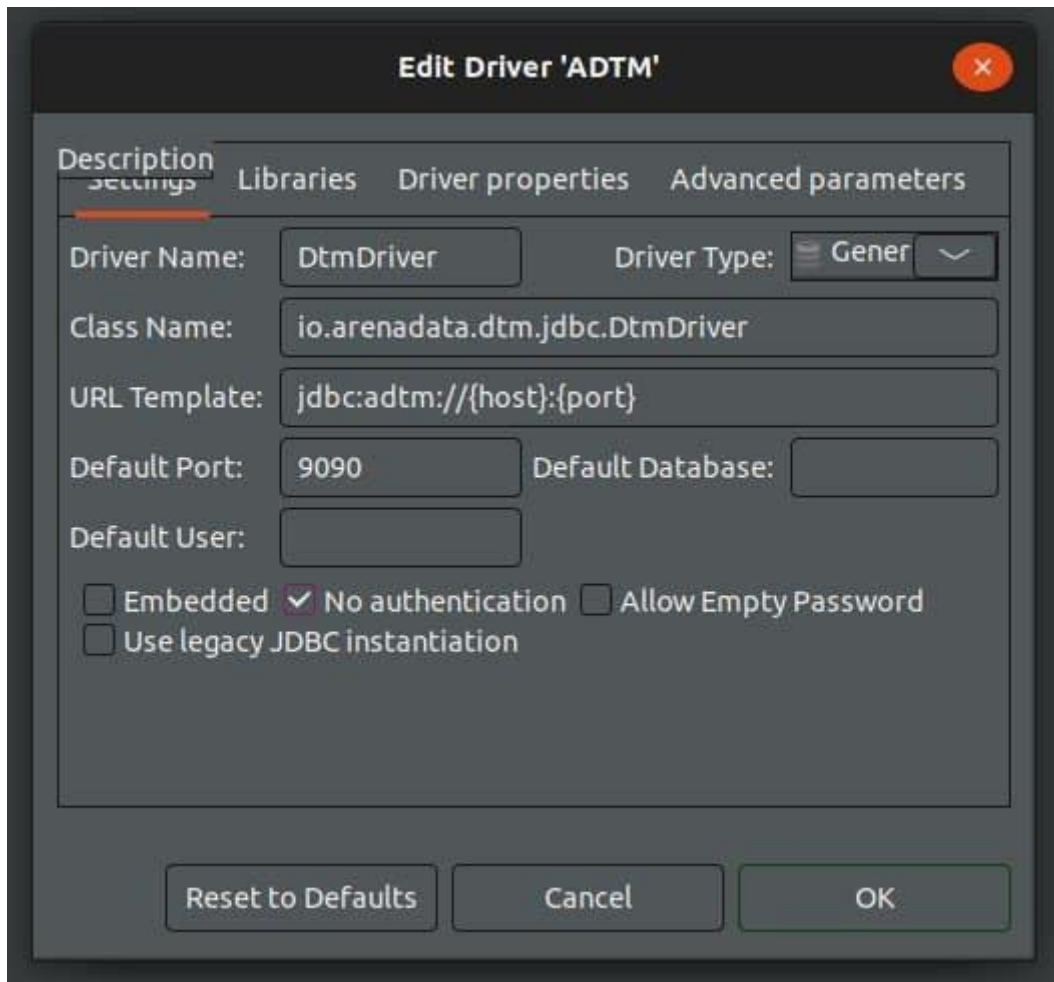 Edit Driver 'ADTM'
Description
Settings Libraries Driver properties Advanced parameters
Driver Name: DtmDriver Driver Type: Gener
Class Name: io.arenadata.dtm.jdbc.DtmDriver
URL Template: jdbc:adtm://{host}:{port}
Default Port: 9090 Default Database:
Default User:
Embedded No authentication Allow Empty Password
Use legacy JDBC instantiation
Reset to Defaults Cancel OK